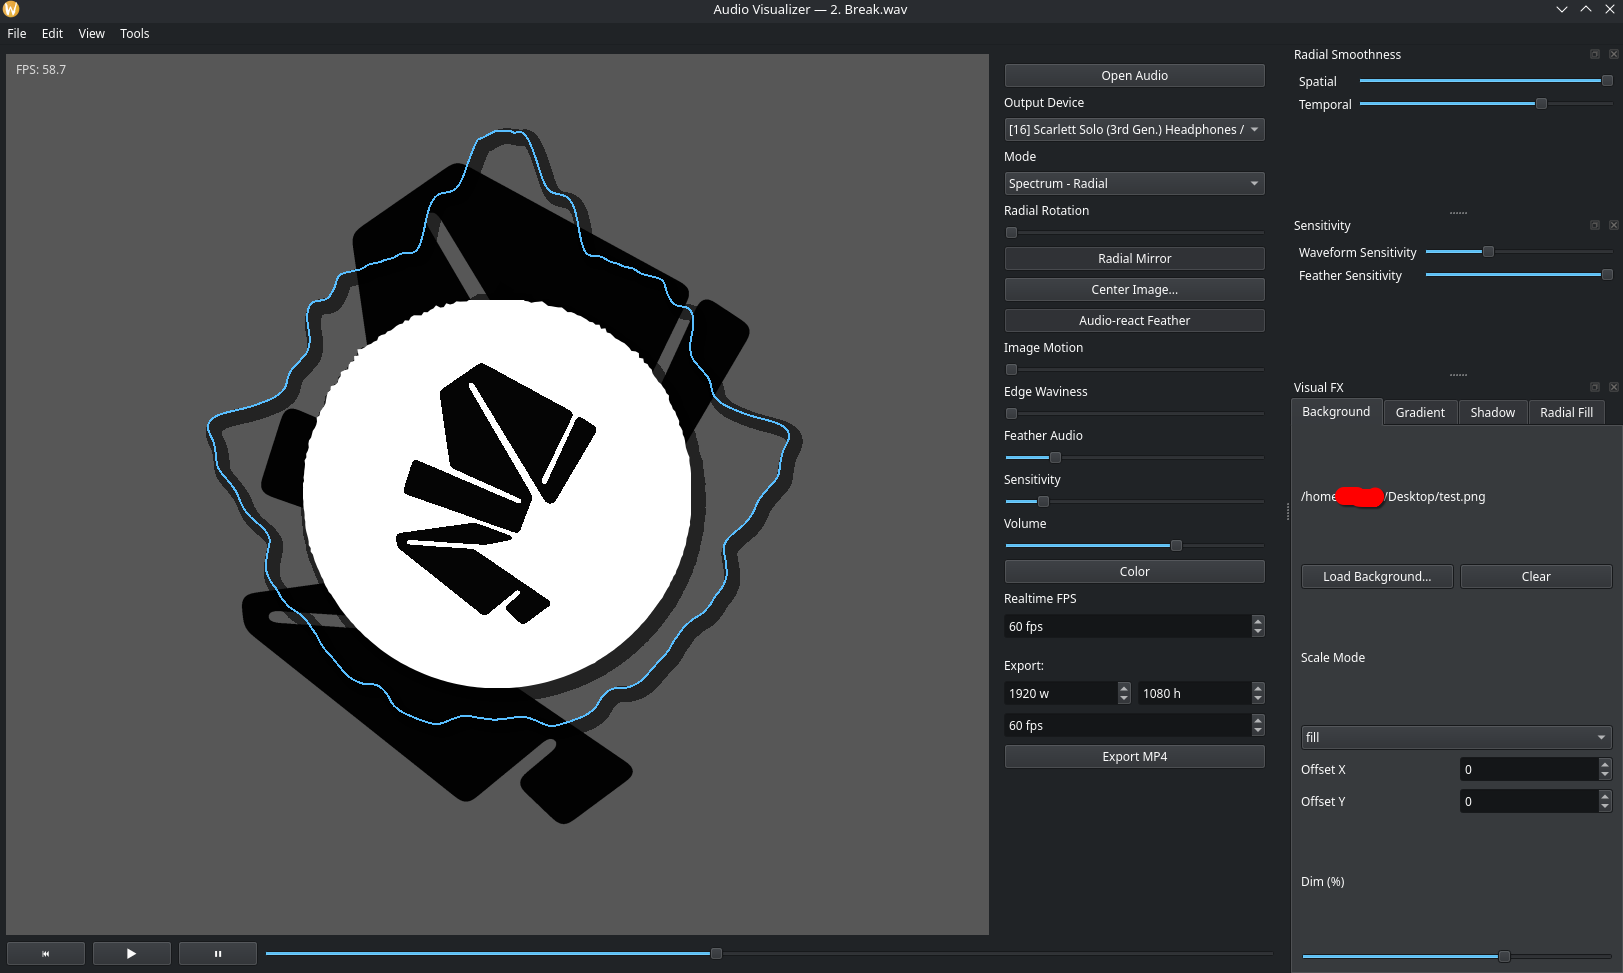 Audio Visualizer — 2. Break.wav
File Edit View Tools
FPS: 58.7
Open Audio
Output Device
[16] Scarlett Solo (3rd Gen.) Headphones /
Mode
Spectrum - Radial
Radial Rotation
Radial Mirror
Center Image...
Audio-react Feather
Image Motion
Edge Waviness
Feather Audio
Sensitivity
Volume
Color
Realtime FPS
60 fps
Export:
1920 w 1080 h
60 fps
Export MP4
Radial Smoothness
Spatial
Temporal
Sensitivity
Waveform Sensitivity
Feather Sensitivity
Visual FX
Background Gradient Shadow Radial Fill
/home /Desktop/test.png
Load Background... Clear
Scale Mode
fill
Offset X 0
Offset Y 0
Dim (%)